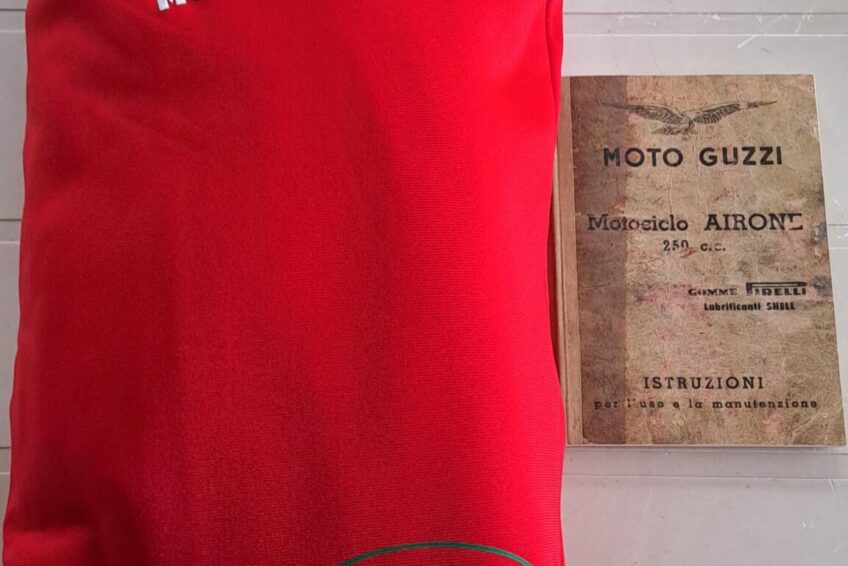 MOTO GUZZI
Motociclo AIRONE
250 c.c.
GOMME PIRELLI
Lubrificanti SHELL
ISTRUZIONI
per l'uso e la manutenzione